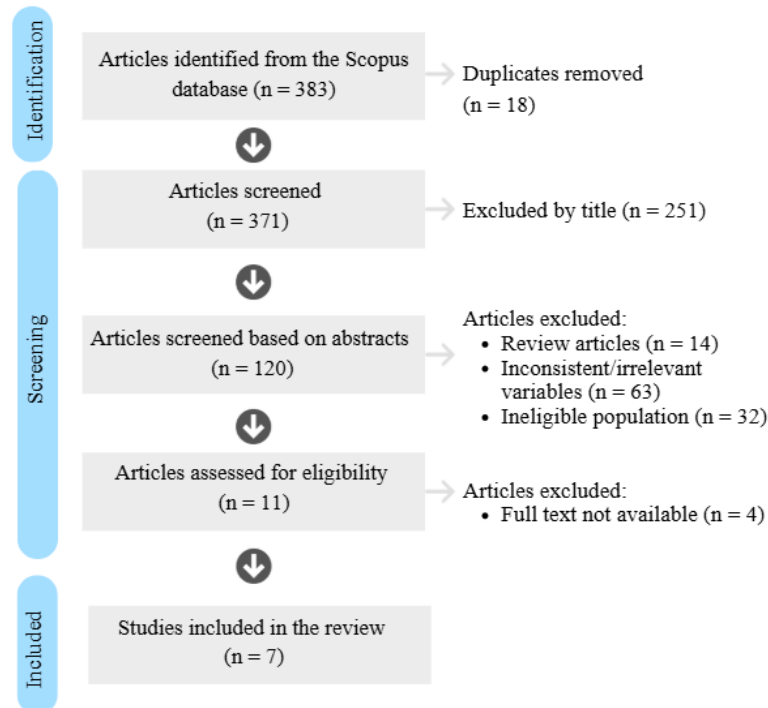 Identification
Articles identified from the Scopus
database (n = 383)
Duplicates removed
(n = 18)
Screening
Articles screened
(n = 371)
Excluded by title (n = 251)
Articles screened based on abstracts
(n = 120)
Articles excluded:
• Review articles (n = 14)
• Inconsistent/irrelevant
variables (n = 63)
• Ineligible population (n = 32)
Articles assessed for eligibility
(n = 11)
Articles excluded:
• Full text not available (n = 4)
Included
Studies included in the review
(n = 7)